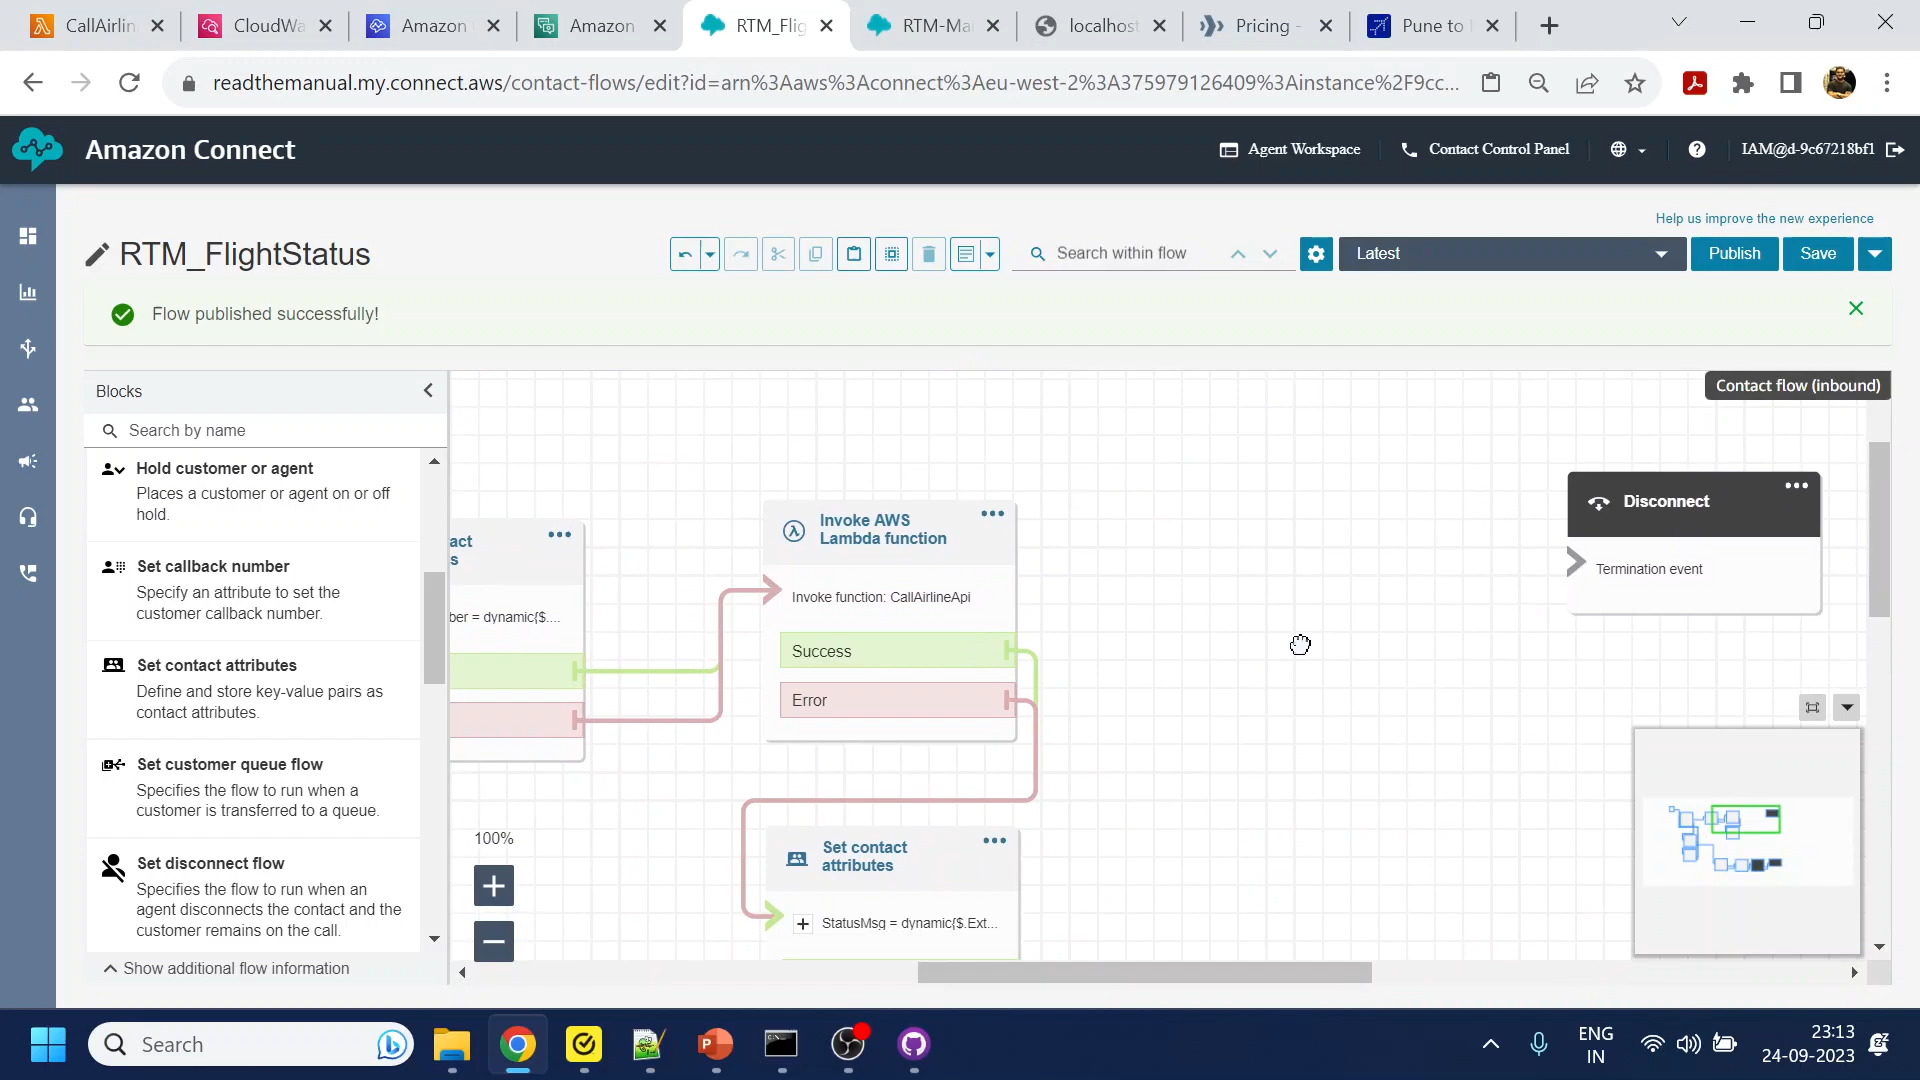 CallAirlin
CloudWa
Amazon
Amazon
RTM_Flig
RTM-Mai
localhost
Pricing -
Pune to
readthemanual.my.connect.aws/contact-flows/edit?id=arn%3Aaws%3Aconnect%3Aeu-west-2%3A375979126409%3Ainstance%2F9cc...
Amazon Connect
Agent Workspace
Contact Control Panel
IAM@d-9c67218bf1
Help us improve the new experience
RTM_FlightStatus
Search within flow
Latest
Publish
Save
Flow published successfully!
Blocks
Contact flow (inbound)
Search by name
Hold customer or agent
Places a customer or agent on or off
hold.
Set callback number
Specify an attribute to set the
customer callback number.
Set contact attributes
Define and store key-value pairs as
contact attributes.
Set customer queue flow
Specifies the flow to run when a
customer is transferred to a queue.
Set disconnect flow
Specifies the flow to run when an
agent disconnects the contact and the
customer remains on the call.
Show additional flow information
act
s
ber = dynamic{$....
Invoke AWS
Lambda function
Invoke function: CallAirlineApi
Success
Error
Disconnect
Termination event
Set contact
attributes
StatusMsg = dynamic{$.Ext...
100%
Search
ENG
IN
23:13
24-09-2023